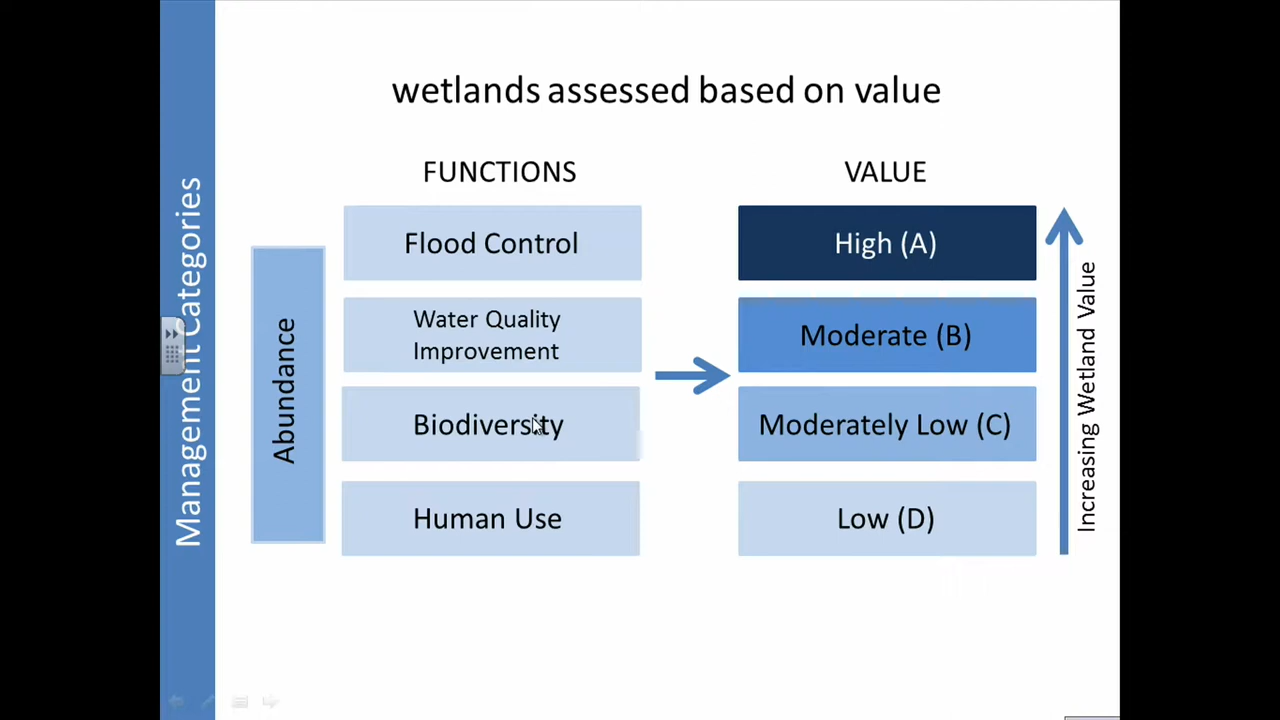 wetlands assessed based on value
Management Categories
FUNCTIONS
VALUE
Abundance
Flood Control
Water Quality
Improvement
Biodiversity
Human Use
High (A)
Moderate (B)
Moderately Low (C)
Low (D)
Increasing Wetland Value